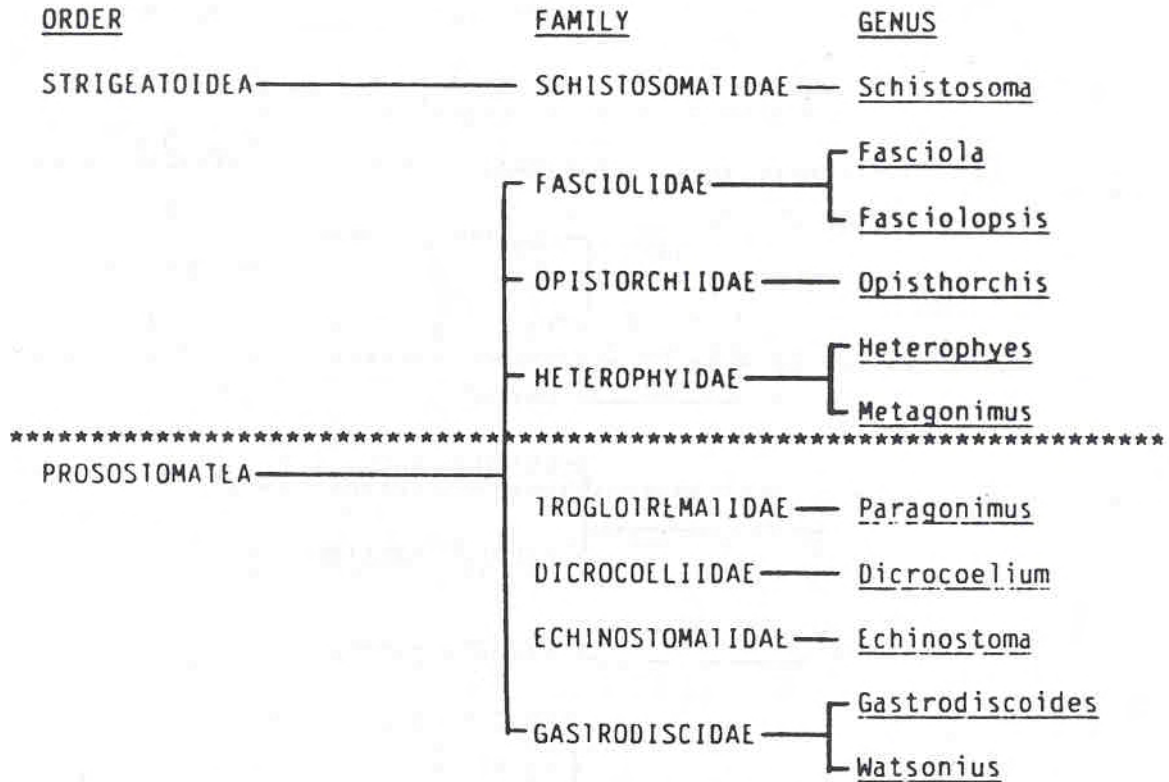 ORDER FAMILY GENUS
STRIGEATOIDEA SCHISTOSOMATIDAE Schistosoma
Fasciola
FASCIOLIDAE
Fasciolopsis
OPISTORCHIIDAE Opisthorchis
Heterophyes
HETEROPHYIDAE
Metagonimus
PROSOSTOMATEA
TROGLOTREMATIDAE Paragonimus
DICROCOELIIDAE Dicrocoelium
ECHINOSTOMATIDAE Echinostoma
Gastrodiscoides
GASTRODISCIDAE
Watsonius